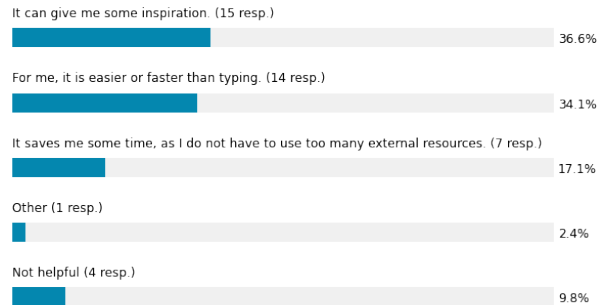 It can give me some inspiration. (15 resp.)
36.6%
For me, it is easier or faster than typing. (14 resp.)
34.1%
It saves me some time, as I do not have to use too many external resources. (7 resp.)
17.1%
Other (1 resp.)
2.4%
Not helpful (4 resp.)
9.8%